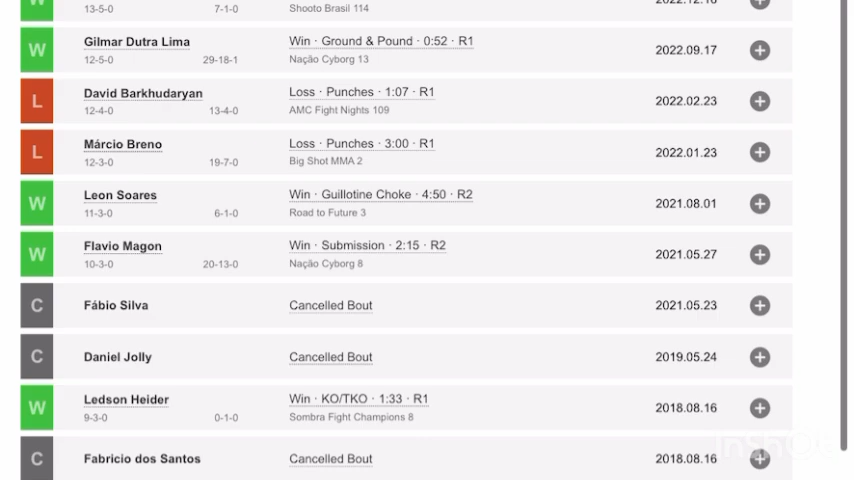 W
13-5-0 7-1-0 Shooto Brasil 114 2022.12.16
W Gilmar Dutra Lima Win · Ground & Pound · 0:52 · R1 2022.09.17
12-5-0 29-18-1 Nação Cyborg 13
L David Barkhudaryan Loss · Punches · 1:07 · R1 2022.02.23
12-4-0 13-4-0 AMC Fight Nights 109
L Márcio Breno Loss · Punches · 3:00 · R1 2022.01.23
12-3-0 19-7-0 Big Shot MMA 2
W Leon Soares Win · Guillotine Choke · 4:50 · R2 2021.08.01
11-3-0 6-1-0 Road to Future 3
W Flavio Magon Win · Submission · 2:15 · R2 2021.05.27
10-3-0 20-13-0 Nação Cyborg 8
C Fábio Silva Cancelled Bout 2021.05.23
C Daniel Jolly Cancelled Bout 2019.05.24
W Ledson Heider Win · KO/TKO · 1:33 · R1 2018.08.16
9-3-0 0-1-0 Sombra Fight Champions 8
InShOt
C Fabricio dos Santos Cancelled Bout 2018.08.16